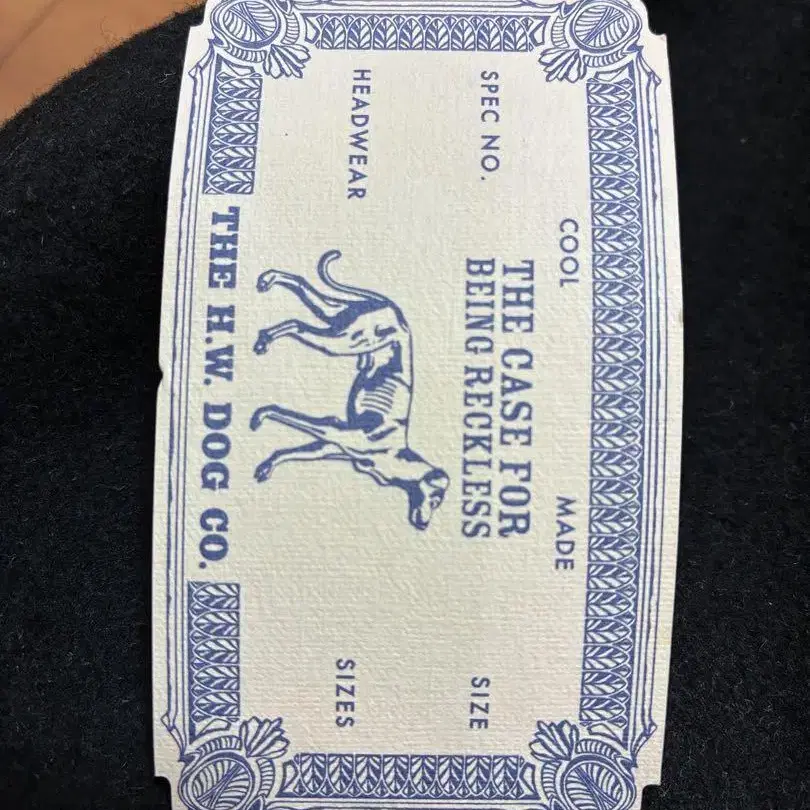 COOL MADE
THE CASE FOR
BEING RECKLESS
SPEC NO. SIZE
HEADWEAR SIZES
THE H.W. DOG CO.